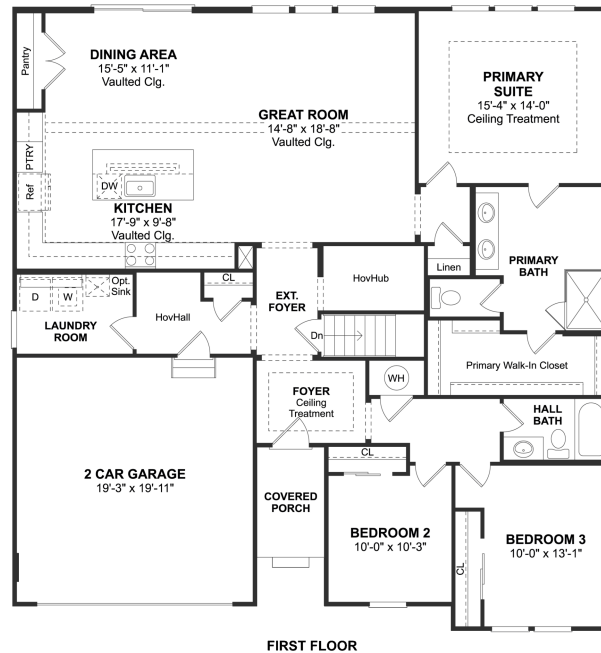 Pantry
DINING AREA
15'-5" x 11'-1"
Vaulted Clg.
GREAT ROOM
14'-8" x 18'-8"
Vaulted Clg.
PRIMARY
SUITE
15'-4" x 14'-0"
Ceiling Treatment
PTRY
Ref
DW
KITCHEN
17'-9" x 9'-8"
Vaulted Clg.
Linen
PRIMARY
BATH
D
W
Opt.
Sink
LAUNDRY
ROOM
CL
HovHall
EXT.
FOYER
HovHub
Dn
Primary Walk-In Closet
WH
FOYER
Ceiling
Treatment
HALL
BATH
2 CAR GARAGE
19'-3" x 19'-11"
COVERED
PORCH
CL
BEDROOM 2
10'-0" x 10'-3"
CL
BEDROOM 3
10'-0" x 13'-1"
FIRST FLOOR